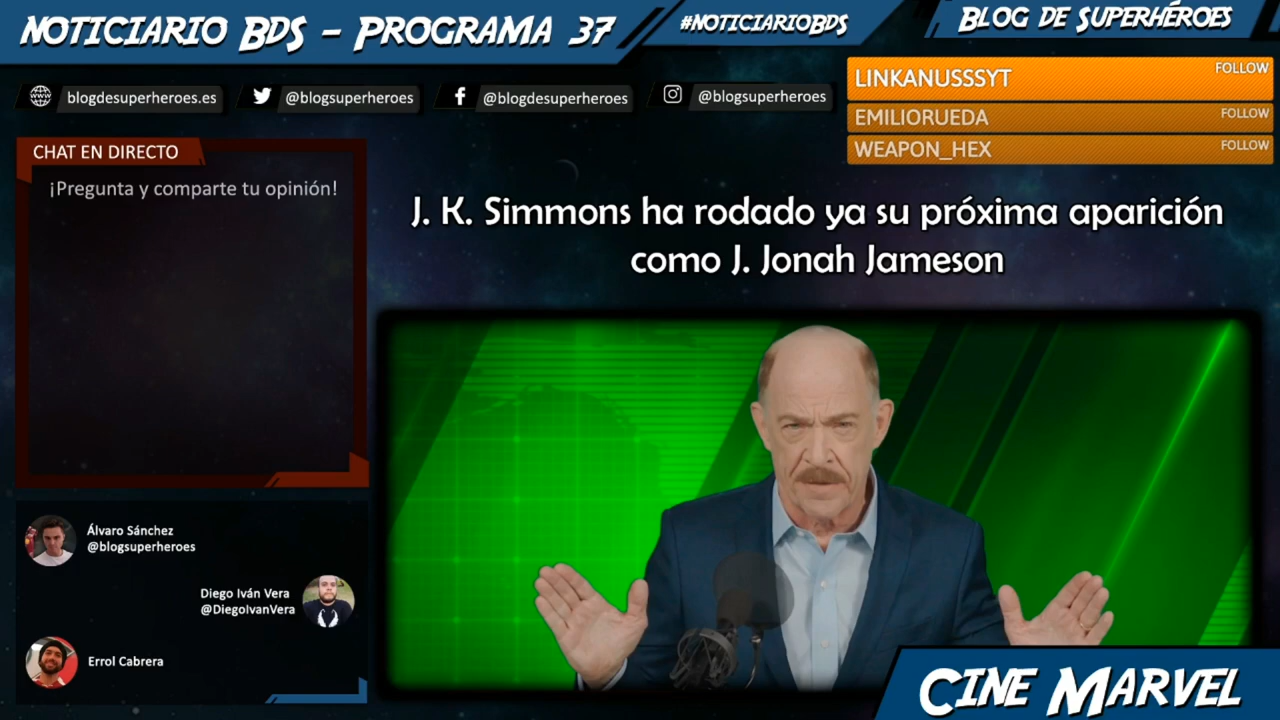 NOTICIARIO BDS - PROGRAMA 37
#NOTICIARIOBDS
BLOG DE SUPERHÉROES
www
blogdesuperheroes.es
@blogsuperheroes
@blogdesuperheroes
@blogsuperheroes
LINKANUSSSYT FOLLOW
EMILIORUEDA FOLLOW
WEAPON_HEX FOLLOW
CHAT EN DIRECTO
¡Pregunta y comparte tu opinión!
J. K. Simmons ha rodado ya su próxima aparición
como J. Jonah Jameson
Álvaro Sánchez
@blogsuperheroes
Diego Iván Vera
@DiegoIvanVera
Errol Cabrera
CINE MARVEL